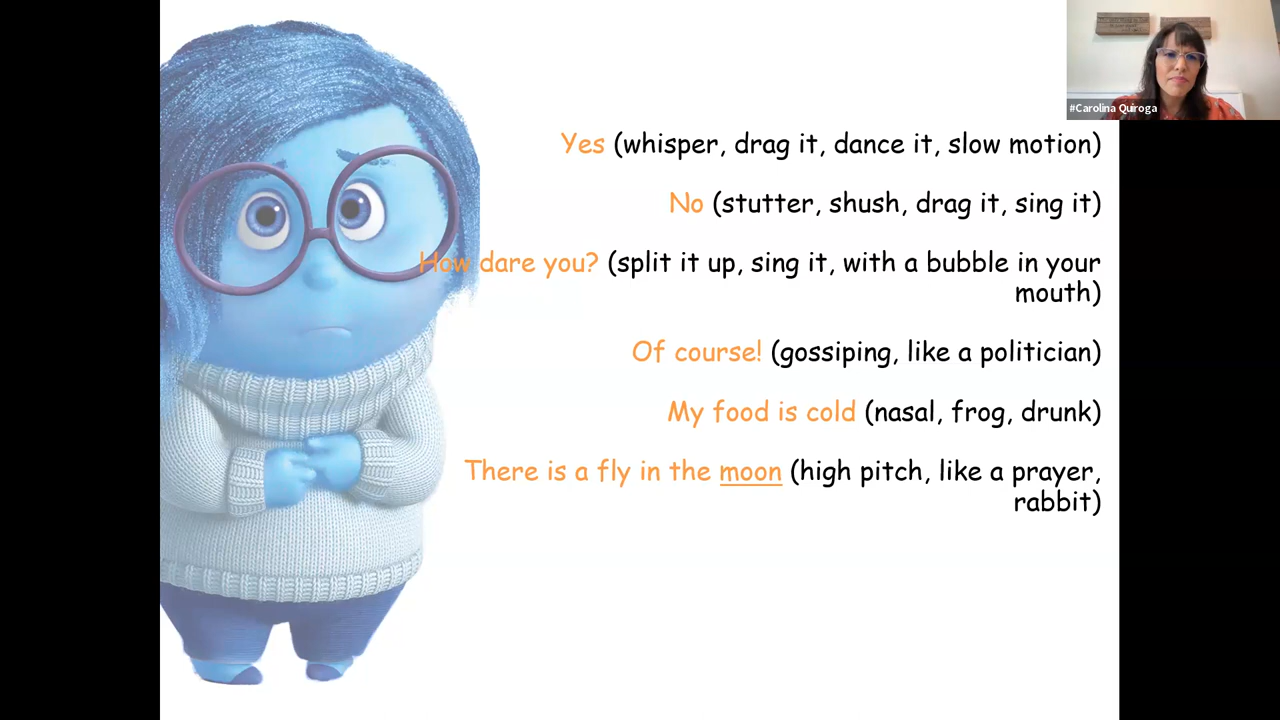 #Carolina Quiroga
Yes (whisper, drag it, dance it, slow motion)
No (stutter, shush, drag it, sing it)
How dare you? (split it up, sing it, with a bubble in your
mouth)
Of course! (gossiping, like a politician)
My food is cold (nasal, frog, drunk)
There is a fly in the moon (high pitch, like a prayer,
rabbit)